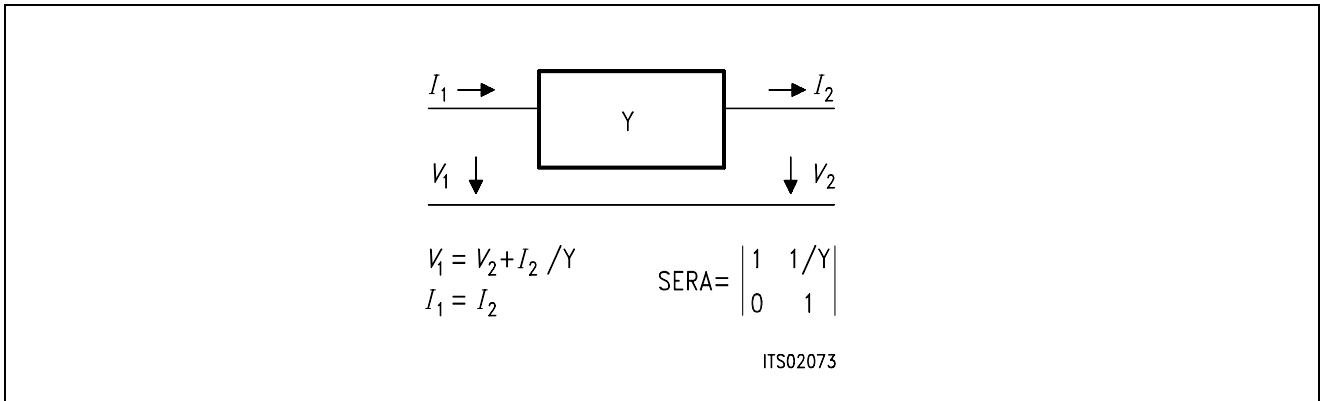 I1 I2
Y
V1 V2
V1 = V2+I2 /Y
I1 = I2
SERA= |1 1/Y|
|0 1|
ITS02073